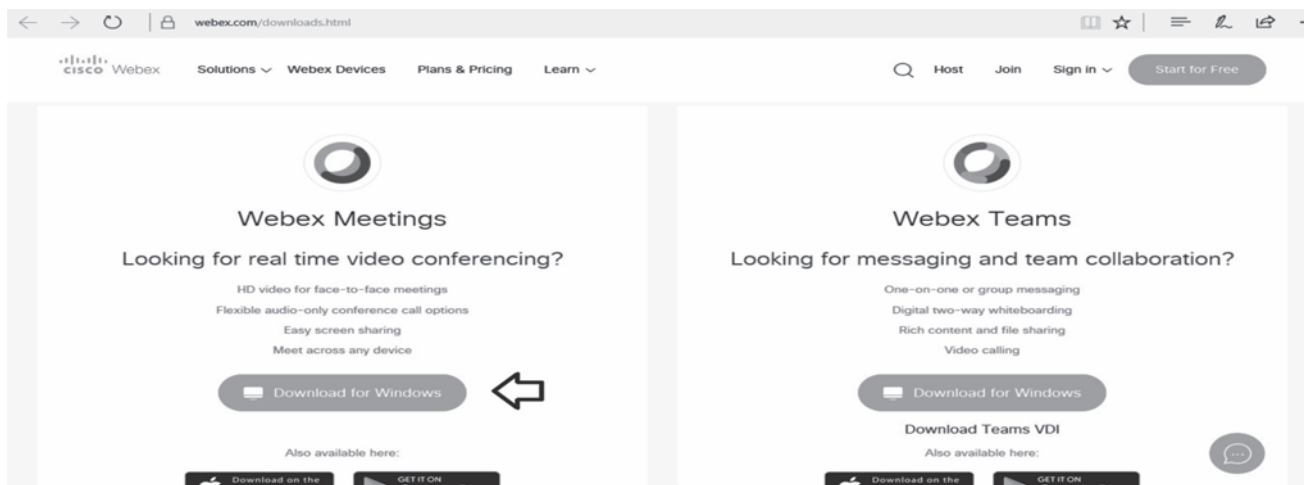 webex.com/downloads.html
cisco Webex Solutions Webex Devices Plans & Pricing Learn Host Join Sign in Start for Free
Webex Meetings
Looking for real time video conferencing?
HD video for face-to-face meetings
Flexible audio-only conference call options
Easy screen sharing
Meet across any device
Download for Windows
Also available here:
Download on the
GET IT ON
Webex Teams
Looking for messaging and team collaboration?
One-on-one or group messaging
Digital two-way whiteboarding
Rich content and file sharing
Video calling
Download for Windows
Download Teams VDI
Also available here:
Download on the
GET IT ON